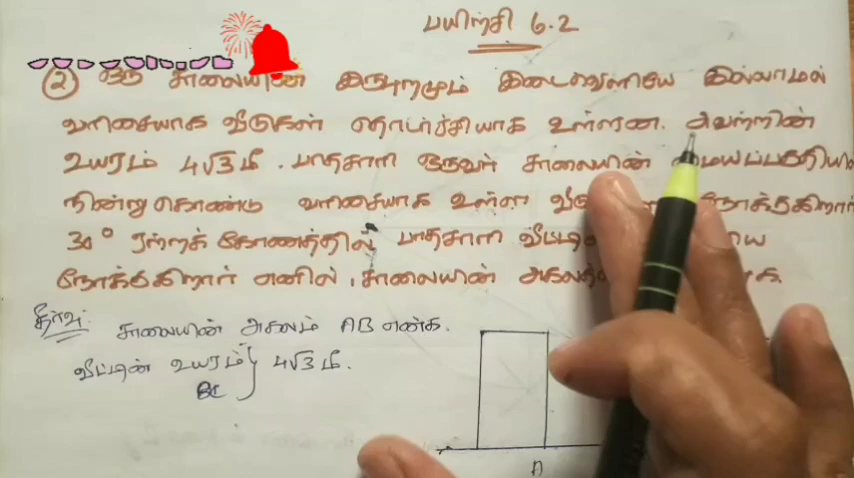 பயிற்சி 6.2
② ஒரு சாலையின் இருபுறமும் இடைவெளியே இல்லாமல்
வரிசையாக வீடுகள் தொடர்ச்சியாக உள்ளன. அவற்றின்
உயரம் 4√3 மீ. பாதசாரி ஒருவர் சாலையின்
நின்று கொண்டு வரிசையாக உள்ள நோக்குகிறார்
30° ஏற்றக் கோணத்தில் பாதசாரி வீட்டின்
நோக்குகிறார் எனில், சாலையின்
தீர்வு: சாலையின் அகலம் AB என்க.
வீட்டின் உயரம் } 4√3 மீ.
BC
A